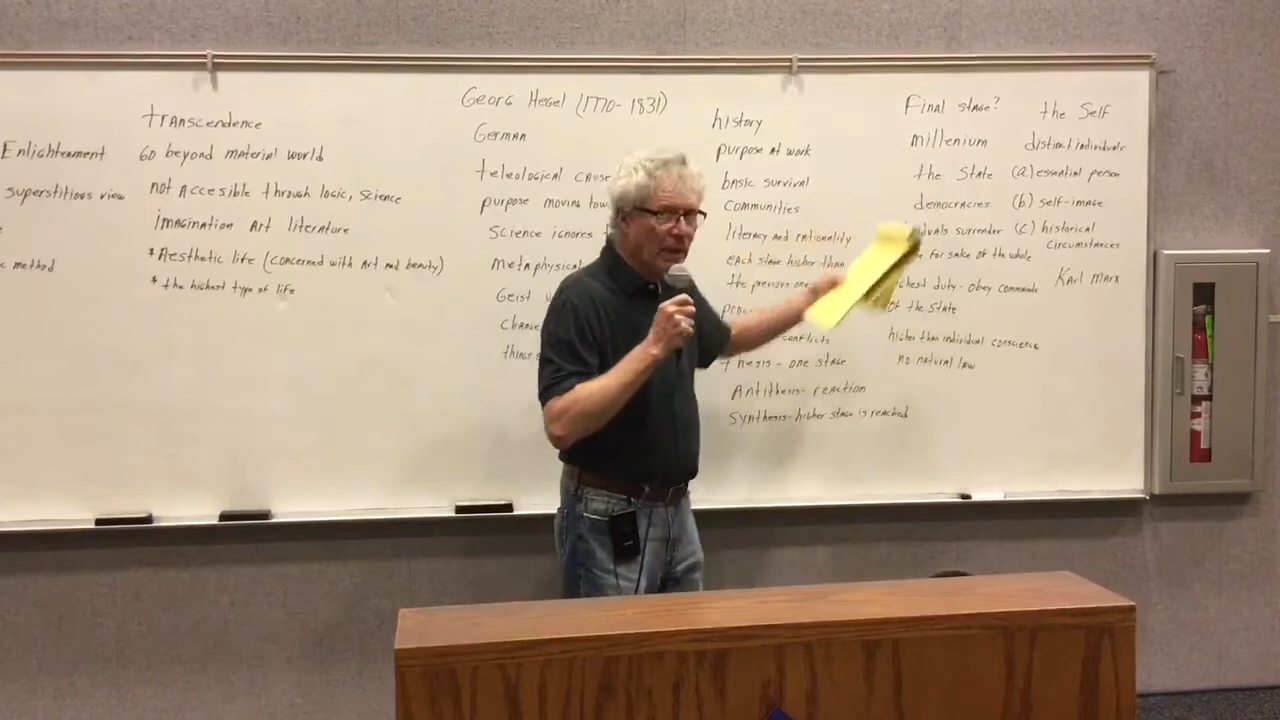 Enlightenment
superstitious view
c method
transcendence
Go beyond material world
not accesible through logic, science
imagination Art literature
*Aesthetic life (concerned with Art and beauty)
* the highest type of life
Georg Hegel (1770-1831)
German
teleological cause
purpose moving tow
science ignores t
metaphysical
Geist
change
things
history
purpose at work
basic survival
communities
literacy and rationality
each stage higher than
the previous one
conflicts
thesis - one stage
Antithesis - reaction
synthesis - higher stage is reached
Final stage?
millenium
the State
democracies
iduals surrender
for sake of the whole
highest duty - obey commands
of the state
higher than individual conscience
no natural law
the Self
distinct individuals
(a) essential person
(b) self-image
(c) historical
circumstances
Karl Marx